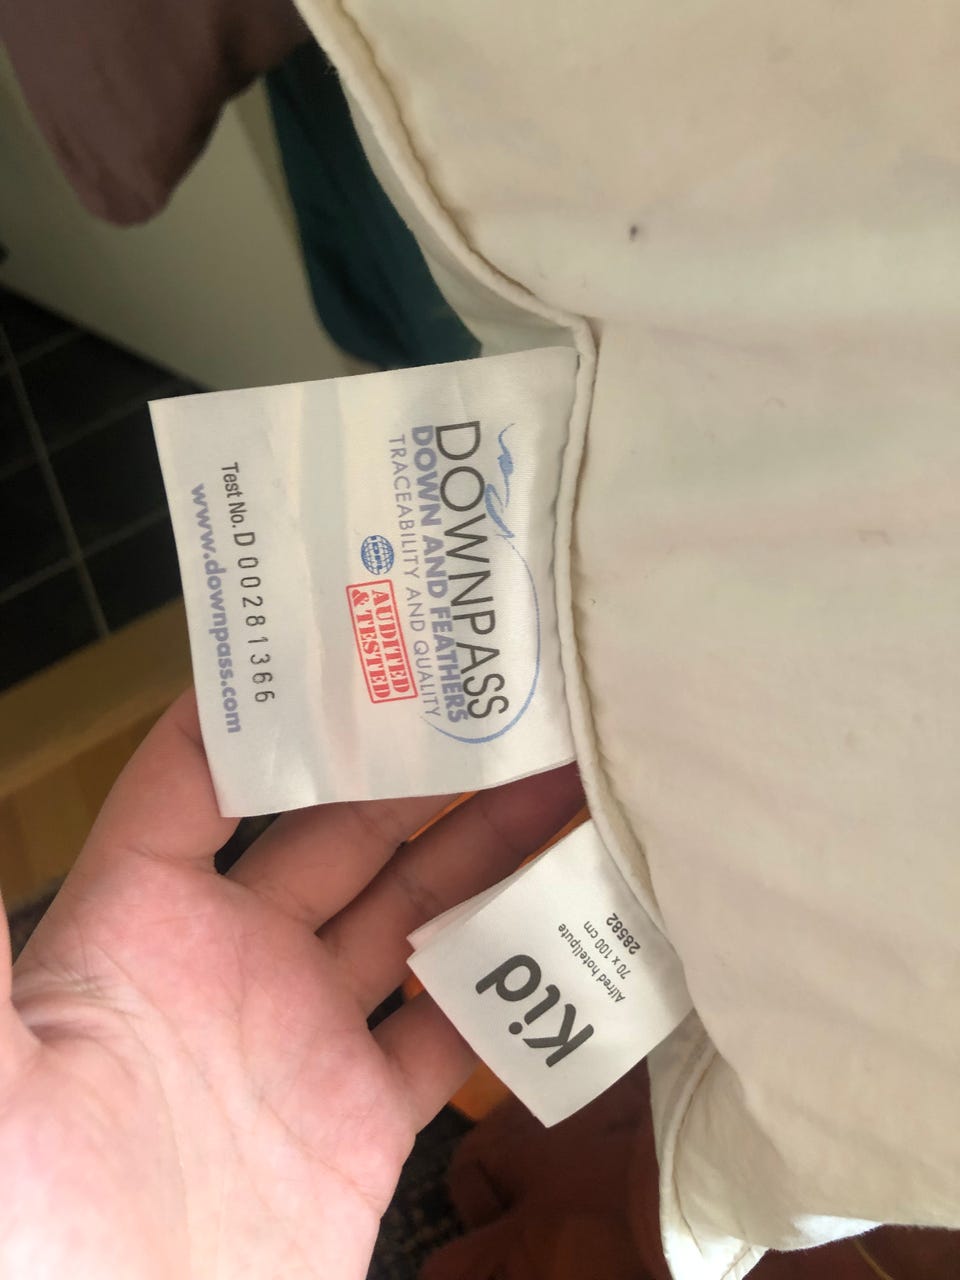 DOWNPASS
DOWN AND FEATHERS
TRACEABILITY AND QUALITY
AUDITED
& TESTED
Test No. D 00281366
www.downpass.com
Kid
Alfred hotellpute
70 x 100 cm
28582